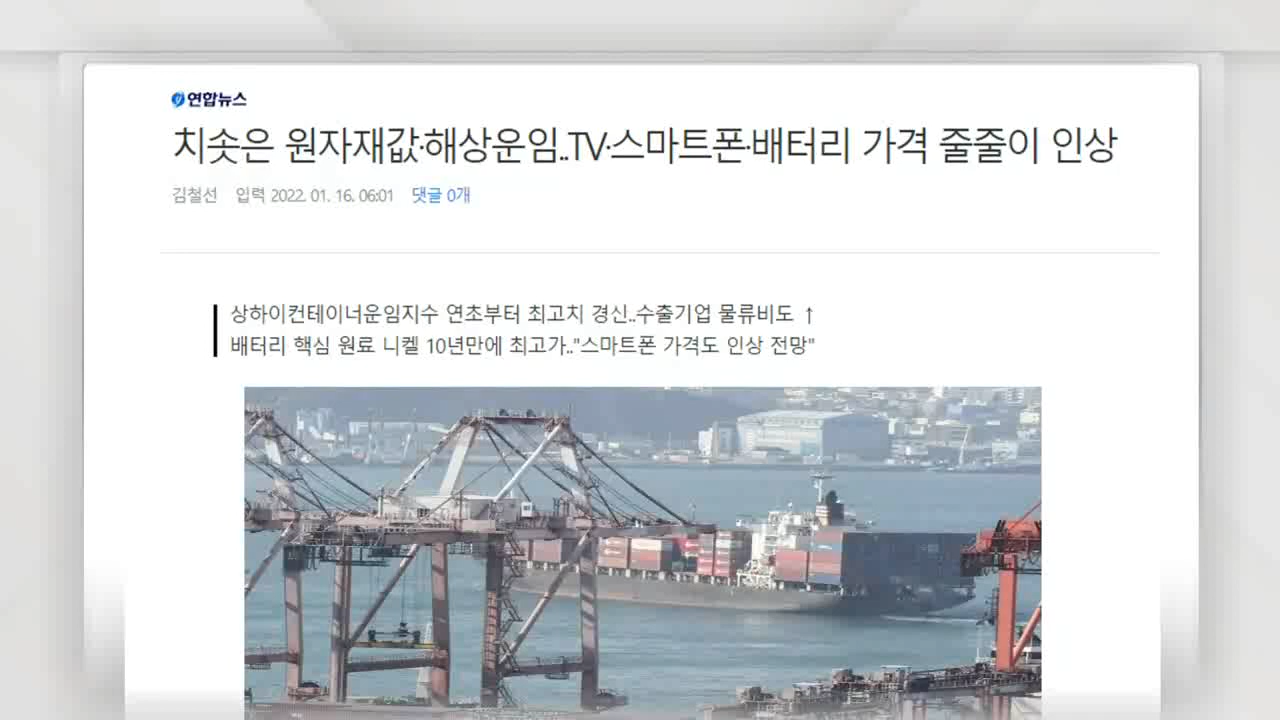 연합뉴스
치솟은 원자재값·해상운임..TV·스마트폰·배터리 가격 줄줄이 인상
김철선 입력 2022. 01. 16. 06:01 댓글 0개
상하이컨테이너운임지수 연초부터 최고치 경신..수출기업 물류비도 ↑
배터리 핵심 원료 니켈 10년만에 최고가.."스마트폰 가격도 인상 전망"